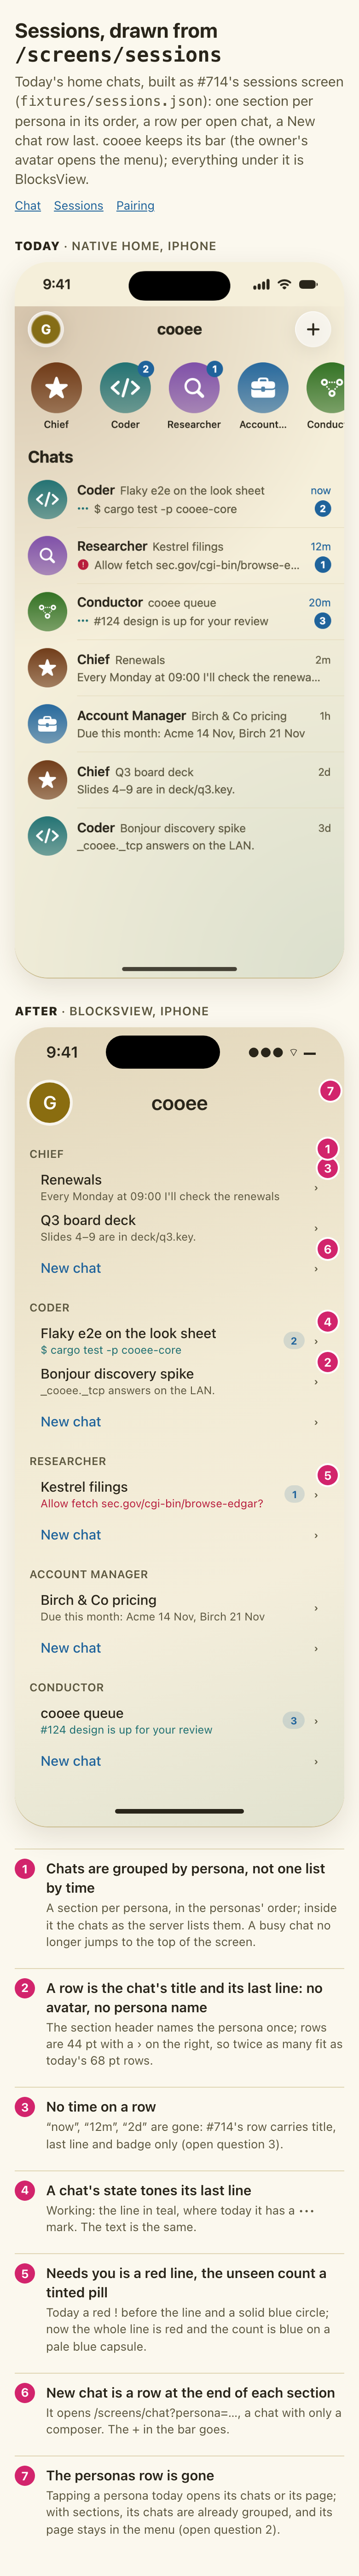 Sessions, drawn from
/screens/sessions
Today's home chats, built as #714's sessions screen
(fixtures/sessions.json): one section per
persona in its order, a row per open chat, a New
chat row last. cooee keeps its bar (the owner's
avatar opens the menu); everything under it is
BlocksView.
Chat Sessions Pairing
TODAY · NATIVE HOME, IPHONE
9:41
G cooee +
2 1
Chief Coder Researcher Account... Conduc
Chats
Coder Flaky e2e on the look sheet now
··· $ cargo test -p cooee-core 2
Researcher Kestrel filings 12m
! Allow fetch sec.gov/cgi-bin/browse-e... 1
Conductor cooee queue 20m
··· #124 design is up for your review 3
Chief Renewals 2m
Every Monday at 09:00 I'll check the renewa...
Account Manager Birch & Co pricing 1h
Due this month: Acme 14 Nov, Birch 21 Nov
Chief Q3 board deck 2d
Slides 4–9 are in deck/q3.key.
Coder Bonjour discovery spike 3d
_cooee._tcp answers on the LAN.
AFTER · BLOCKSVIEW, IPHONE
9:41
G cooee 7
CHIEF 1
3
Renewals ›
Every Monday at 09:00 I'll check the renewals
Q3 board deck ›
Slides 4–9 are in deck/q3.key.
6
New chat ›
CODER
4
Flaky e2e on the look sheet 2 ›
$ cargo test -p cooee-core
2
Bonjour discovery spike ›
_cooee._tcp answers on the LAN.
New chat ›
RESEARCHER
5
Kestrel filings 1 ›
Allow fetch sec.gov/cgi-bin/browse-edgar?
New chat ›
ACCOUNT MANAGER
Birch & Co pricing ›
Due this month: Acme 14 Nov, Birch 21 Nov
New chat ›
CONDUCTOR
cooee queue 3 ›
#124 design is up for your review
New chat ›
1 Chats are grouped by persona, not one list
by time
A section per persona, in the personas' order; inside
it the chats as the server lists them. A busy chat no
longer jumps to the top of the screen.
2 A row is the chat's title and its last line: no
avatar, no persona name
The section header names the persona once; rows
are 44 pt with a › on the right, so twice as many fit as
today's 68 pt rows.
3 No time on a row
“now”, “12m”, “2d” are gone: #714's row carries title,
last line and badge only (open question 3).
4 A chat's state tones its last line
Working: the line in teal, where today it has a ···
mark. The text is the same.
5 Needs you is a red line, the unseen count a
tinted pill
Today a red ! before the line and a solid blue circle;
now the whole line is red and the count is blue on a
pale blue capsule.
6 New chat is a row at the end of each section
It opens /screens/chat?persona=..., a chat with only a
composer. The + in the bar goes.
7 The personas row is gone
Tapping a persona today opens its chats or its page;
with sections, its chats are already grouped, and its
page stays in the menu (open question 2).